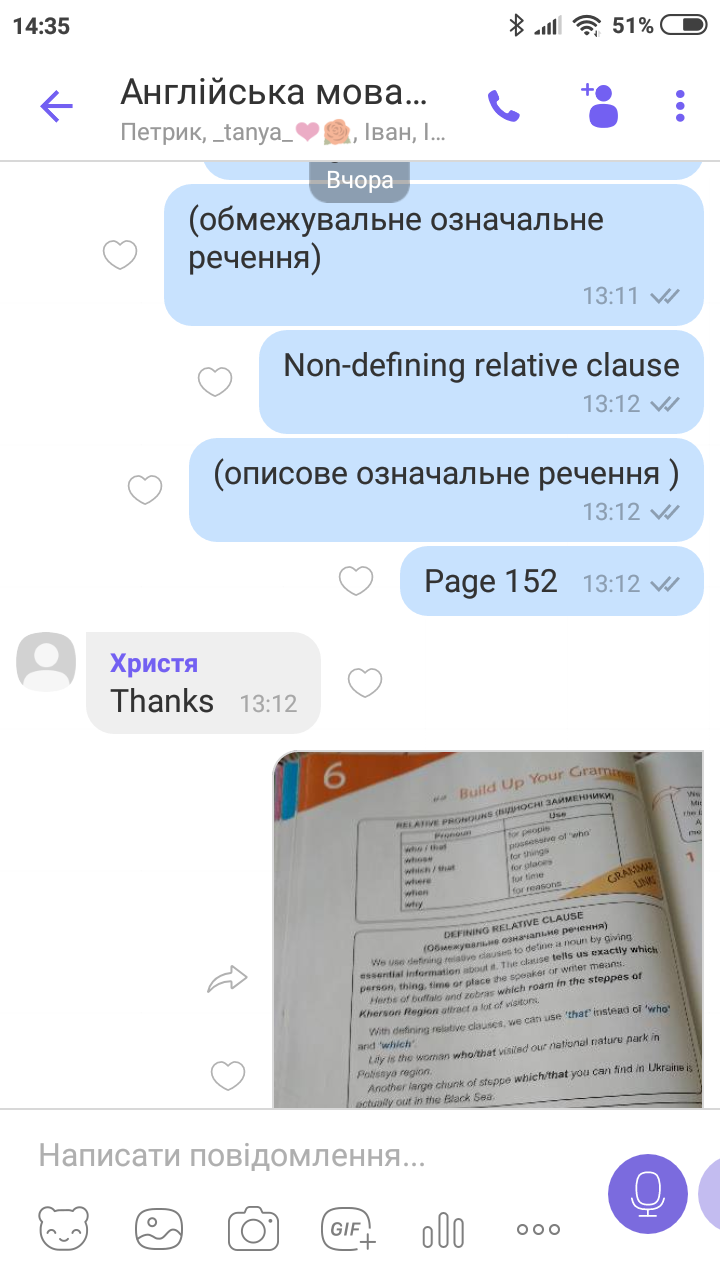 14:35
51%
Англійська мова...
Петрик, _tanya_❤🌹, Іван, І...
Вчора
(обмежувальне означальне
речення)
13:11
Non-defining relative clause
13:12
(описове означальне речення )
13:12
Page 152 13:12
Христя
Thanks 13:12
6
Build Up Your Grammar
RELATIVE PRONOUNS (ВІДНОСНІ ЗАЙМЕННИКИ)
Pronoun Use
who / that for people
whose possessive of 'who'
which / that for things
where for places
when for time
why for reasons
GRAMMAR
LINKS
DEFINING RELATIVE CLAUSE
(Обмежувальне означальне речення)
We use defining relative clauses to define a noun by giving
essential information about it. The clause tells us exactly which
person, thing, time or place the speaker or writer means.
Herbs of buffalo and zebras which roam in the steppes of
Kherson Region attract a lot of visitors.
With defining relative clauses, we can use 'that' instead of 'who'
and 'which'.
Lily is the woman who/that visited our national nature park in
Polissya region.
Another large chunk of steppe which/that you can find in Ukraine is
actually out in the Black Sea.
1
Написати повідомлення...
GIF